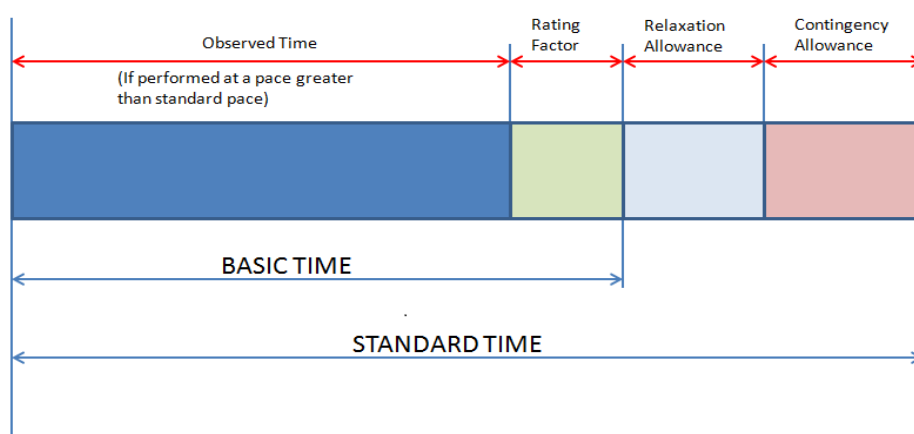 Observed Time
Rating
Factor
Relaxation
Allowance
Contingency
Allowance
(If performed at a pace greater
than standard pace)
BASIC TIME
.
STANDARD TIME